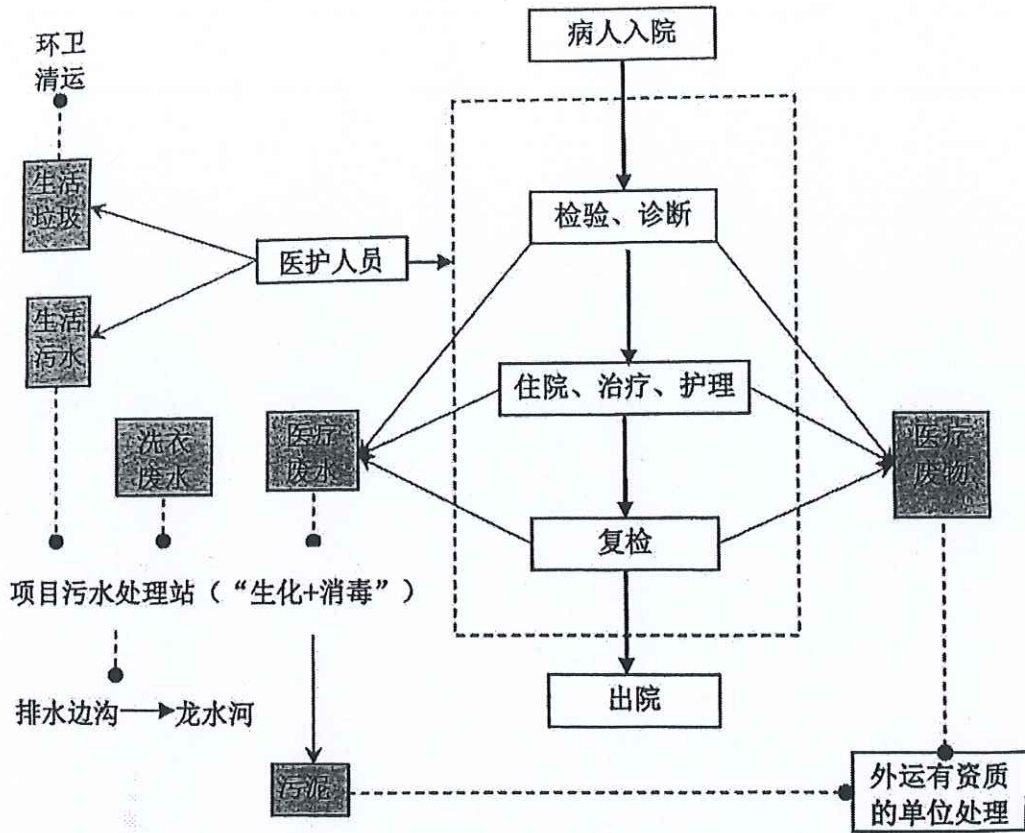 病人入院
环卫
清运
生活
垃圾
检验、诊断
医护人员
生活
污水
住院、治疗、护理
洗衣
废水
医疗
废水
医疗
废物
复检
项目污水处理站（“生化+消毒”）
排水边沟
龙水河
出院
污泥
外运有资质
的单位处理